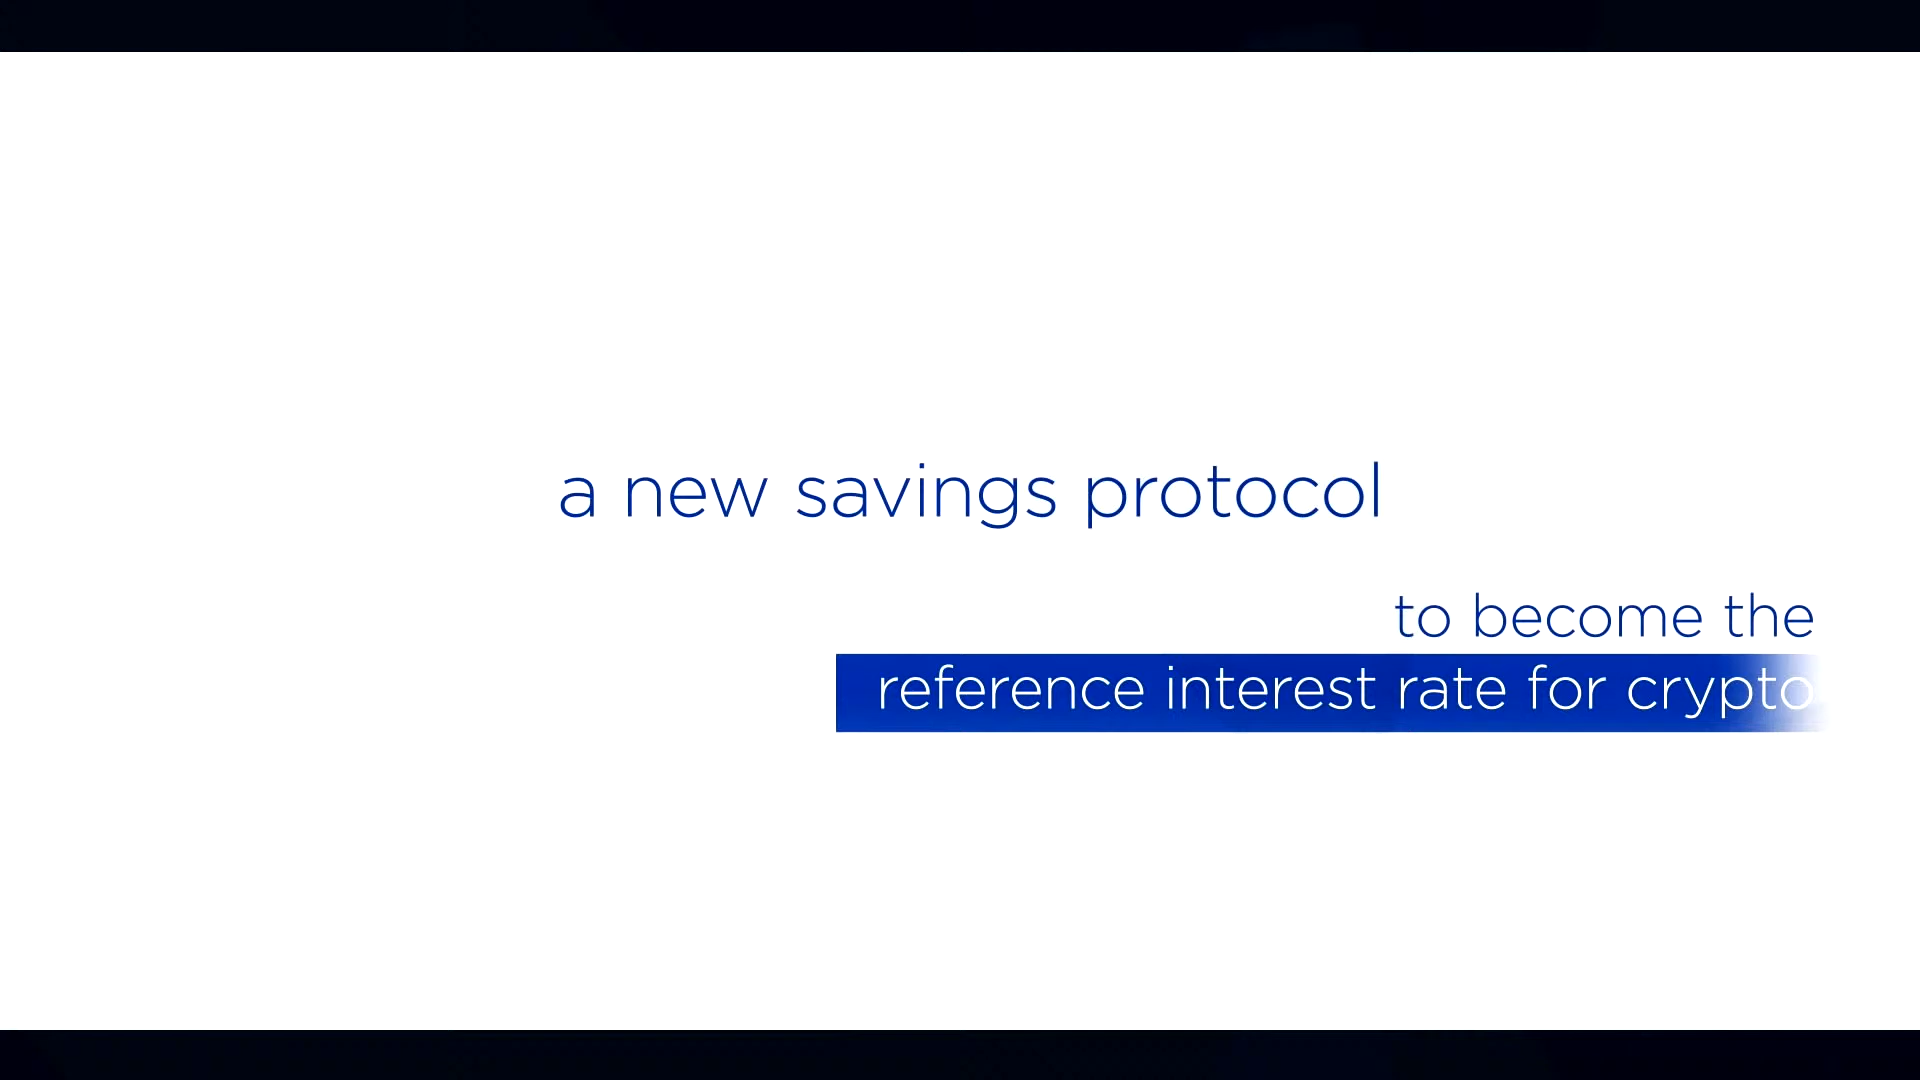 a new savings protocol
to become the
reference interest rate for crypto